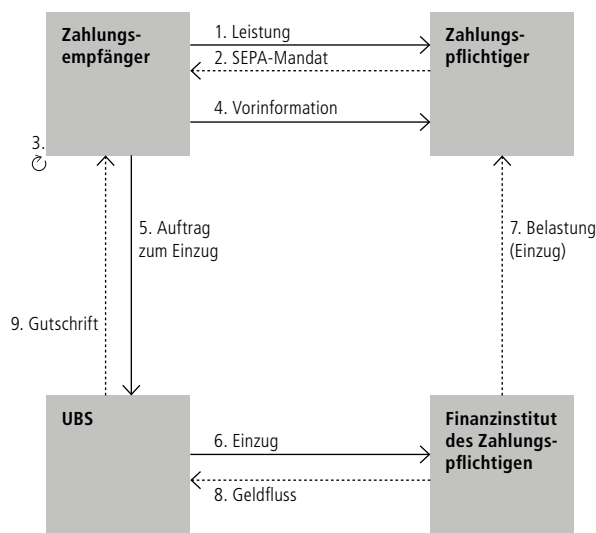 Zahlungs-
empfänger
1. Leistung
2. SEPA-Mandat
4. Vorinformation
Zahlungs-
pflichtiger
3.
5. Auftrag
zum Einzug
7. Belastung
(Einzug)
9. Gutschrift
UBS
6. Einzug
8. Geldfluss
Finanzinstitut
des Zahlungs-
pflichtigen